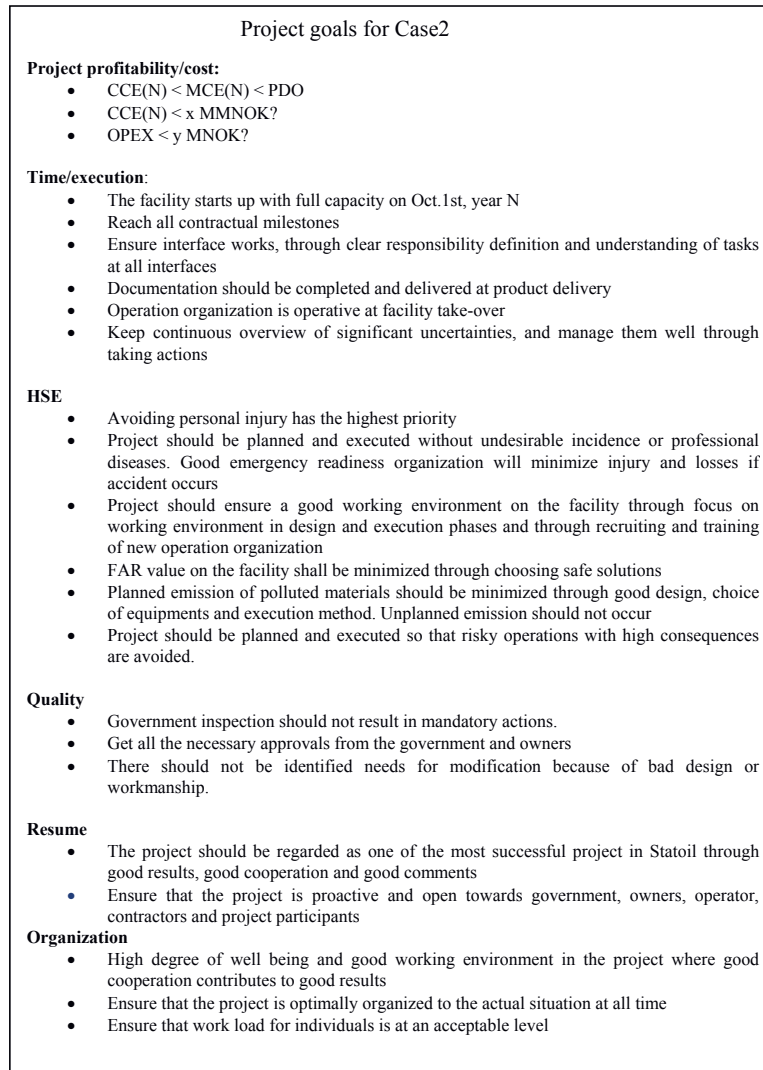 Project goals for Case2
Project profitability/cost:
• CCE(N) < MCE(N) < PDO
• CCE(N) < x MMNOK?
• OPEX < y MNOK?
Time/execution:
• The facility starts up with full capacity on Oct.1st, year N
• Reach all contractual milestones
• Ensure interface works, through clear responsibility definition and understanding of tasks
at all interfaces
• Documentation should be completed and delivered at product delivery
• Operation organization is operative at facility take-over
• Keep continuous overview of significant uncertainties, and manage them well through
taking actions
HSE
• Avoiding personal injury has the highest priority
• Project should be planned and executed without undesirable incidence or professional
diseases. Good emergency readiness organization will minimize injury and losses if
accident occurs
• Project should ensure a good working environment on the facility through focus on
working environment in design and execution phases and through recruiting and training
of new operation organization
• FAR value on the facility shall be minimized through choosing safe solutions
• Planned emission of polluted materials should be minimized through good design, choice
of equipments and execution method. Unplanned emission should not occur
• Project should be planned and executed so that risky operations with high consequences
are avoided.
Quality
• Government inspection should not result in mandatory actions.
• Get all the necessary approvals from the government and owners
• There should not be identified needs for modification because of bad design or
workmanship.
Resume
• The project should be regarded as one of the most successful project in Statoil through
good results, good cooperation and good comments
• Ensure that the project is proactive and open towards government, owners, operator,
contractors and project participants
Organization
• High degree of well being and good working environment in the project where good
cooperation contributes to good results
• Ensure that the project is optimally organized to the actual situation at all time
• Ensure that work load for individuals is at an acceptable level